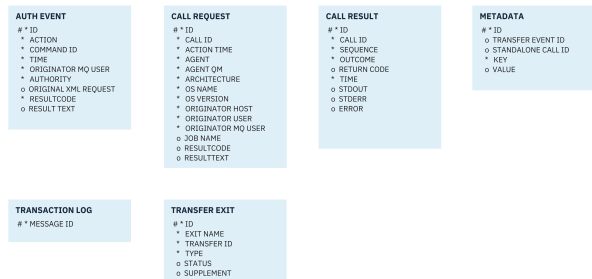 AUTH EVENT
# * ID
* ACTION
* COMMAND ID
* TIME
* ORIGINATOR MQ USER
* AUTHORITY
o ORIGINAL XML REQUEST
* RESULTCODE
o RESULT TEXT
CALL REQUEST
# * ID
* CALL ID
* ACTION TIME
* AGENT
* AGENT QM
* ARCHITECTURE
* OS NAME
* OS VERSION
* ORIGINATOR HOST
* ORIGINATOR USER
* ORIGINATOR MQ USER
o JOB NAME
o RESULTCODE
o RESULTTEXT
CALL RESULT
# * ID
* CALL ID
* SEQUENCE
* OUTCOME
o RETURN CODE
* TIME
o STDOUT
o STDERR
o ERROR
METADATA
# * ID
o TRANSFER EVENT ID
o STANDALONE CALL ID
* KEY
o VALUE
TRANSACTION LOG
# * MESSAGE ID
TRANSFER EXIT
# * ID
* EXIT NAME
* TRANSFER ID
* TYPE
o STATUS
o SUPPLEMENT